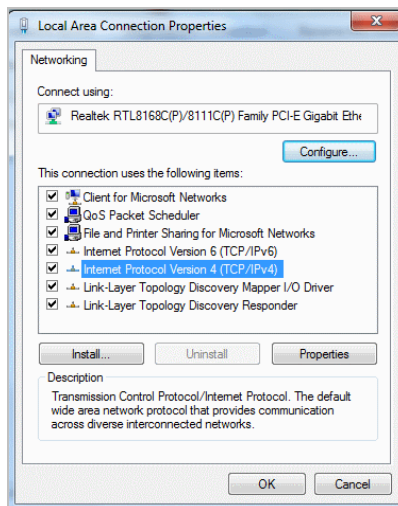 Local Area Connection Properties
Networking
Connect using:
Realtek RTL8168C(P)/8111C(P) Family PCI-E Gigabit Ethe
Configure...
This connection uses the following items:
Client for Microsoft Networks
QoS Packet Scheduler
File and Printer Sharing for Microsoft Networks
Internet Protocol Version 6 (TCP/IPv6)
Internet Protocol Version 4 (TCP/IPv4)
Link-Layer Topology Discovery Mapper I/O Driver
Link-Layer Topology Discovery Responder
Install...
Uninstall
Properties
Description
Transmission Control Protocol/Internet Protocol. The default
wide area network protocol that provides communication
across diverse interconnected networks.
OK
Cancel